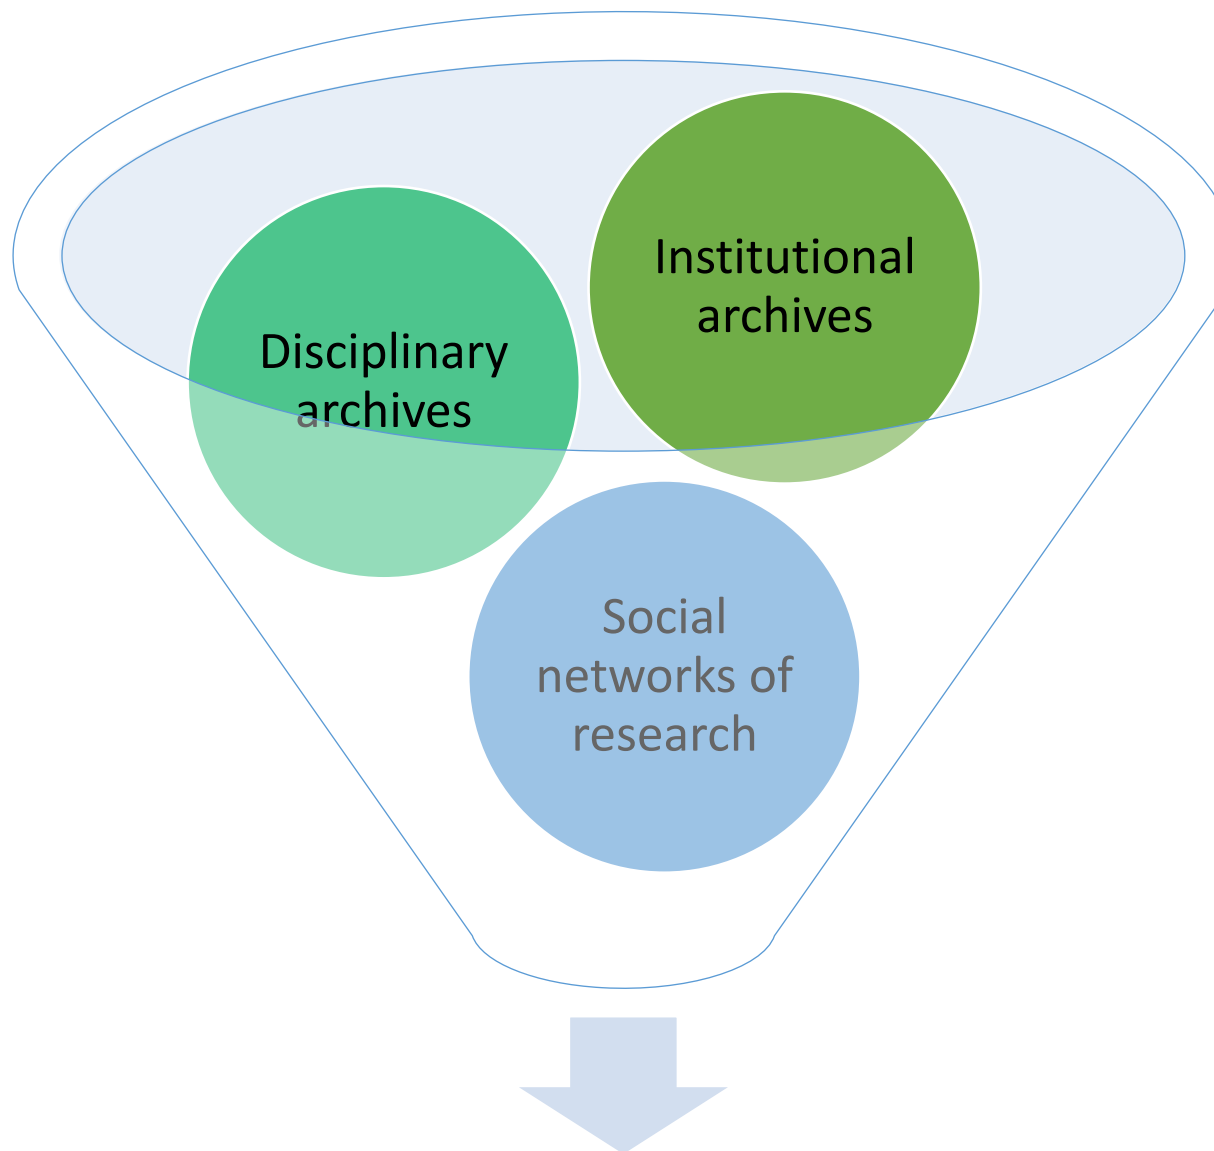 Institutional
archives
Disciplinary
archives
Social
networks of
research